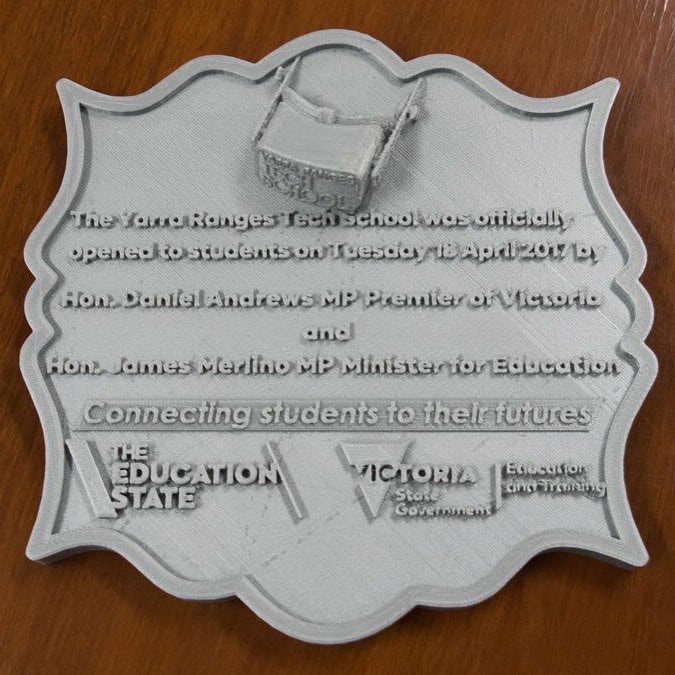 YARRA RANGES
tech
school
The Yarra Ranges Tech School was officially
opened to students on Tuesday 18 April 2017 by
Hon. Daniel Andrews MP Premier of Victoria
and
Hon. James Merlino MP Minister for Education
Connecting students to their futures
THE
EDUCATION
STATE
VICTORIA
State
Government
Education
and Training